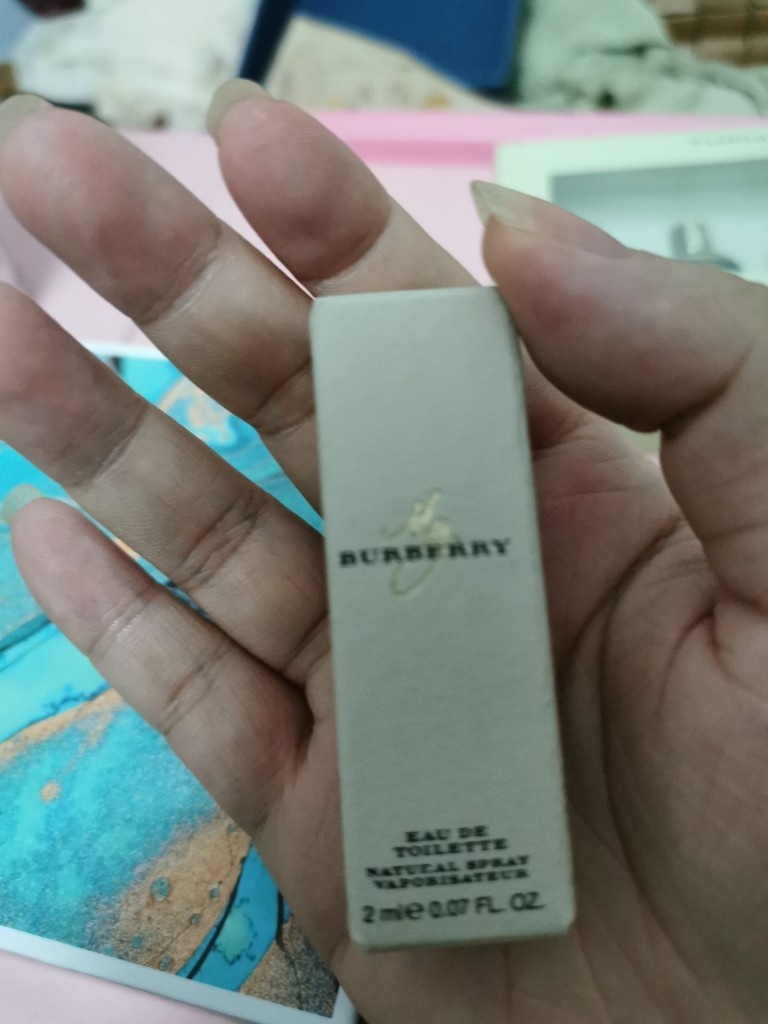 My
BURBERRY
EAU DE
TOILETTE
NATURAL SPRAY
VAPORISATEUR
2 ml e 0.07 FL. OZ.